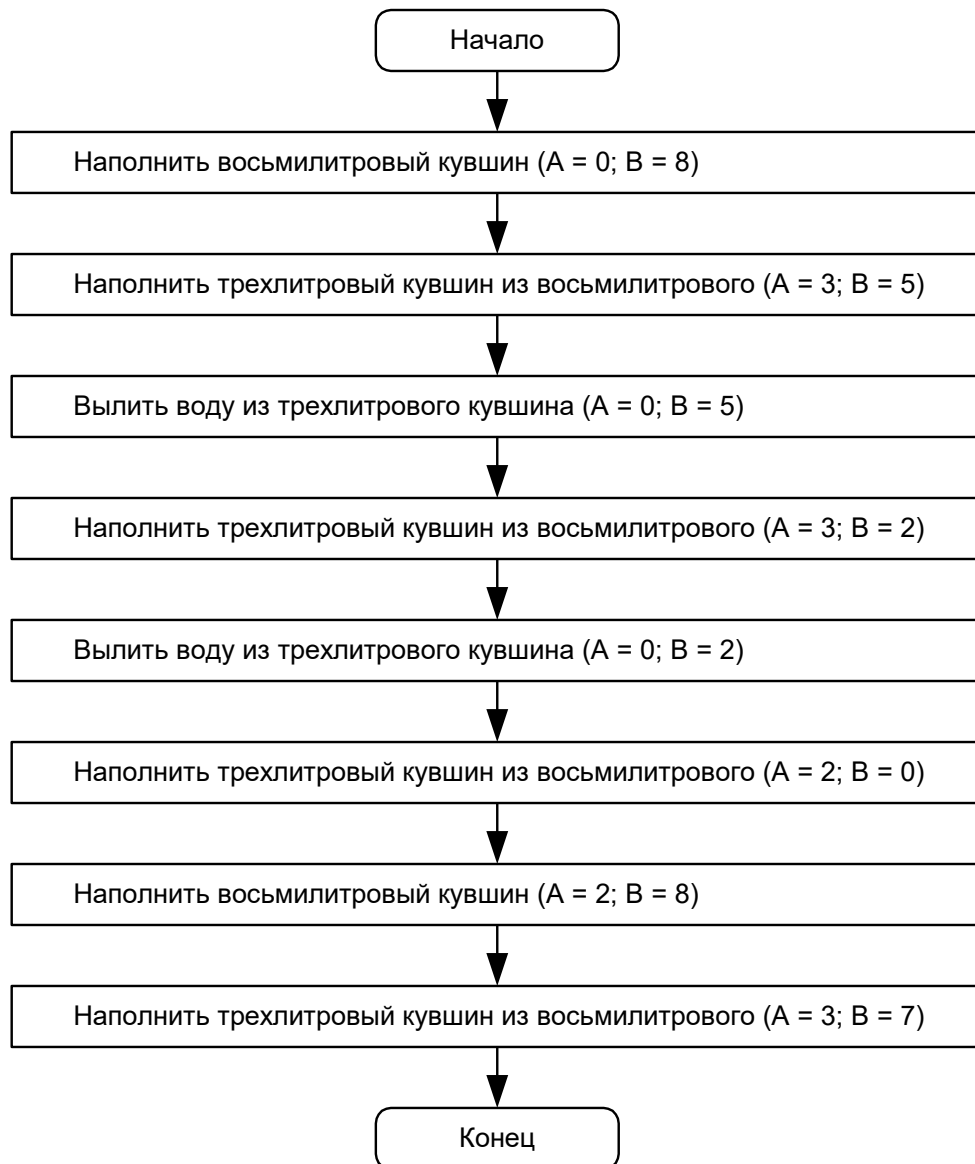 Начало
Наполнить восьмилитровый кувшин (A = 0; B = 8)
Наполнить трехлитровый кувшин из восьмилитрового (A = 3; B = 5)
Вылить воду из трехлитрового кувшина (A = 0; B = 5)
Наполнить трехлитровый кувшин из восьмилитрового (A = 3; B = 2)
Вылить воду из трехлитрового кувшина (A = 0; B = 2)
Наполнить трехлитровый кувшин из восьмилитрового (A = 2; B = 0)
Наполнить восьмилитровый кувшин (A = 2; B = 8)
Наполнить трехлитровый кувшин из восьмилитрового (A = 3; B = 7)
Конец